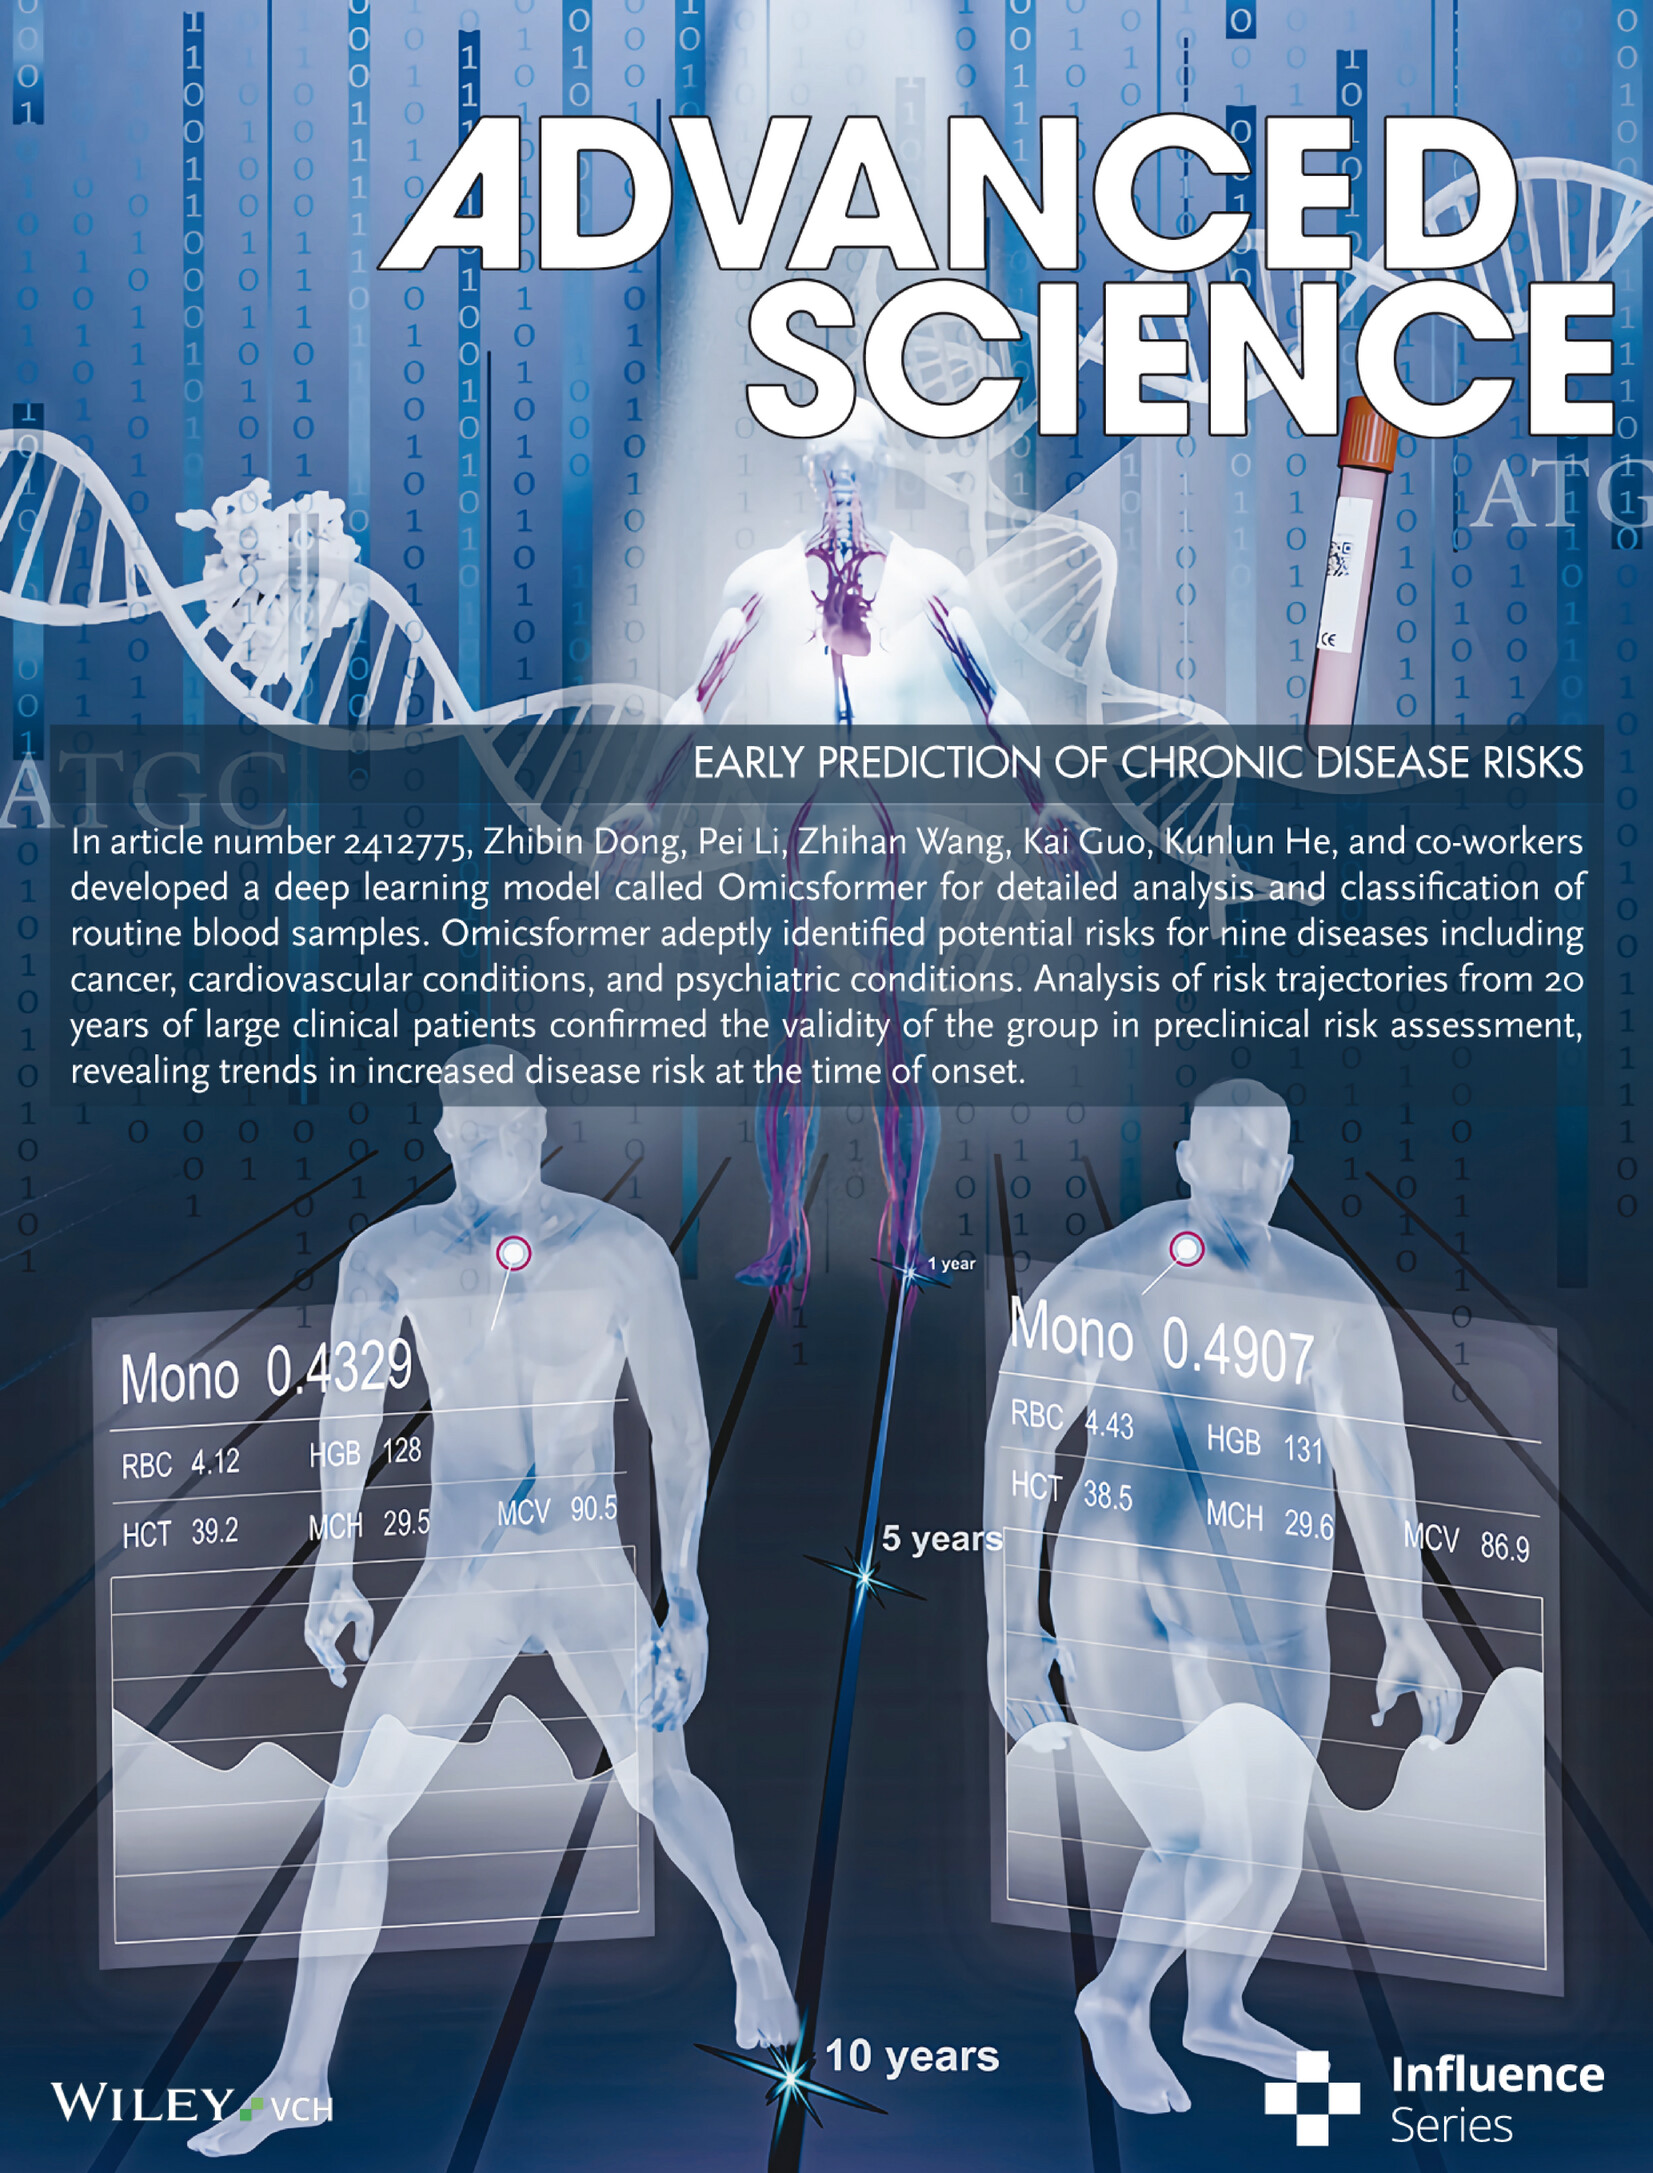 ADVANCED
SCIENCE
ATG
CE
ATGC
EARLY PREDICTION OF CHRONIC DISEASE RISKS
In article number 2412775, Zhibin Dong, Pei Li, Zhihan Wang, Kai Guo, Kunlun He, and co-workers
developed a deep learning model called Omicsformer for detailed analysis and classification of
routine blood samples. Omicsformer adeptly identified potential risks for nine diseases including
cancer, cardiovascular conditions, and psychiatric conditions. Analysis of risk trajectories from 20
years of large clinical patients confirmed the validity of the group in preclinical risk assessment,
revealing trends in increased disease risk at the time of onset.
1 year
Mono 0.4329
RBC 4.12 HGB 128
HCT 39.2 MCH 29.5 MCV 90.5
Mono 0.4907
RBC 4.43 HGB 131
HCT 38.5 MCH 29.6 MCV 86.9
5 years
10 years
WILEY VCH
Influence
Series